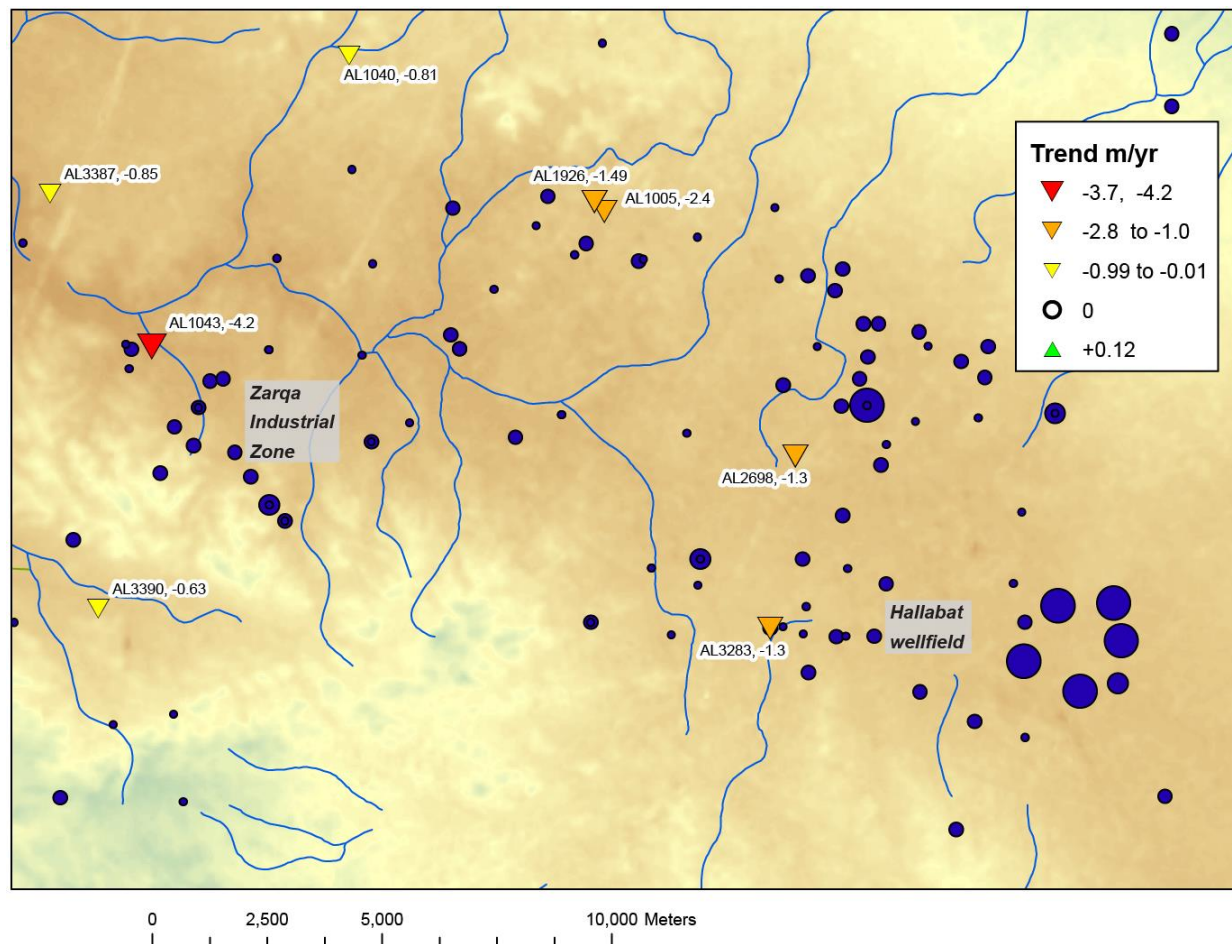 AL1040, -0.81
AL3387, -0.85
AL1926, -1.49
AL1005, -2.4
Trend m/yr
-3.7, -4.2
-2.8 to -1.0
-0.99 to -0.01
0
+0.12
AL1043, -4.2
Zarqa
Industrial
Zone
AL2698, -1.3
AL3390, -0.63
Hallabat
wellfield
AL3283, -1.3
0 2,500 5,000 10,000 Meters